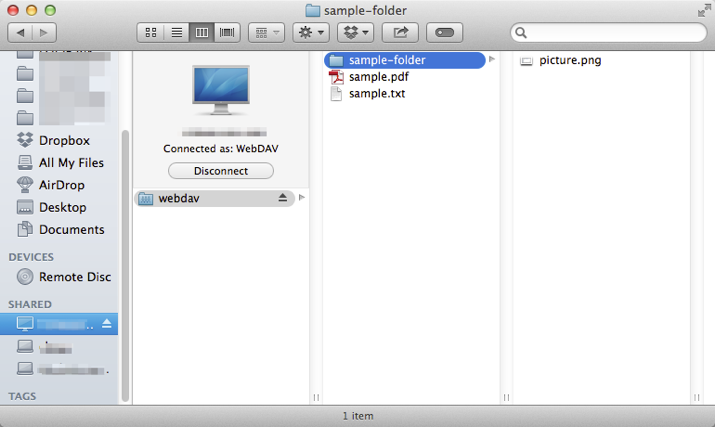 sample-folder
Dropbox
All My Files
AirDrop
Desktop
Documents
DEVICES
Remote Disc
SHARED
TAGS
Connected as: WebDAV
Disconnect
webdav
sample-folder
sample.pdf
sample.txt
picture.png
1 item